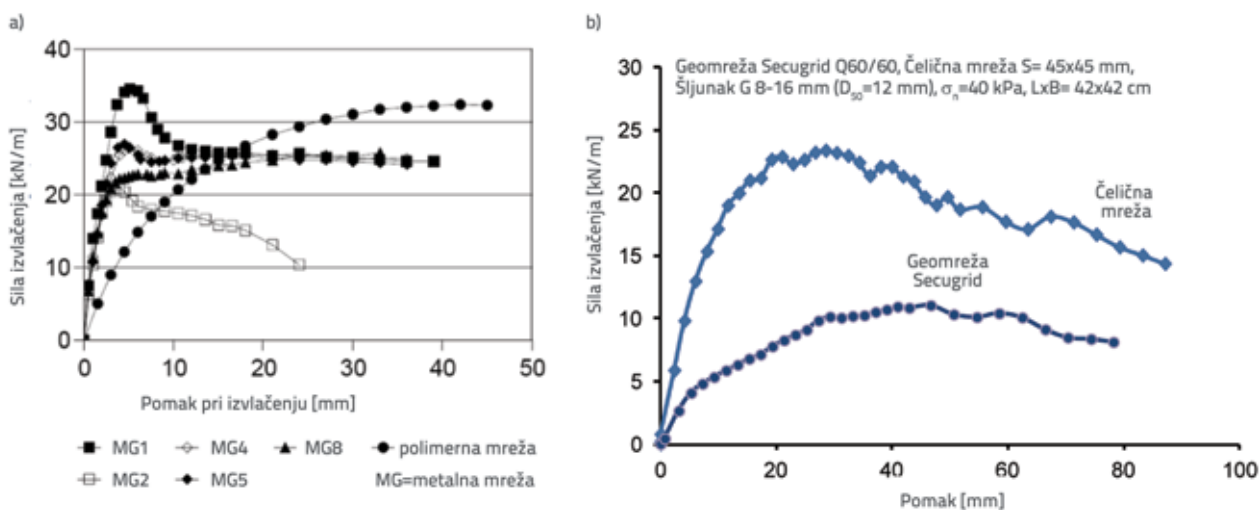 a)
40
30
20
10
0
Sila izvlačenja [kN/m]
0 10 20 30 40 50
Pomak pri izvlačenju [mm]
MG1 MG4 MG8 polimerna mreža
MG2 MG5 MG=metalna mreža
b)
Geomreža Secugrid Q60/60, Čelična mreža S= 45x45 mm,
Šljunak G 8-16 mm (D50=12 mm), σn=40 kPa, LxB= 42x42 cm
30
25
20
15
10
5
0
Sila izvlačenja [kN/m]
Čelična
mreža
Geomreža
Secugrid
0 20 40 60 80 100
Pomak [mm]